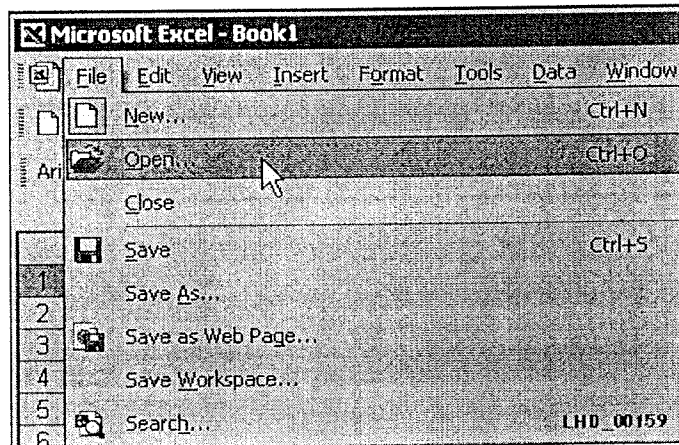 Microsoft Excel - Book1
File Edit View Insert Format Tools Data Window
New... Ctrl+N
Open... Ctrl+O
Ari
Close
Save Ctrl+S
1
Save As...
2
3 Save as Web Page...
4 Save Workspace...
5
Search... LHD_00159
6